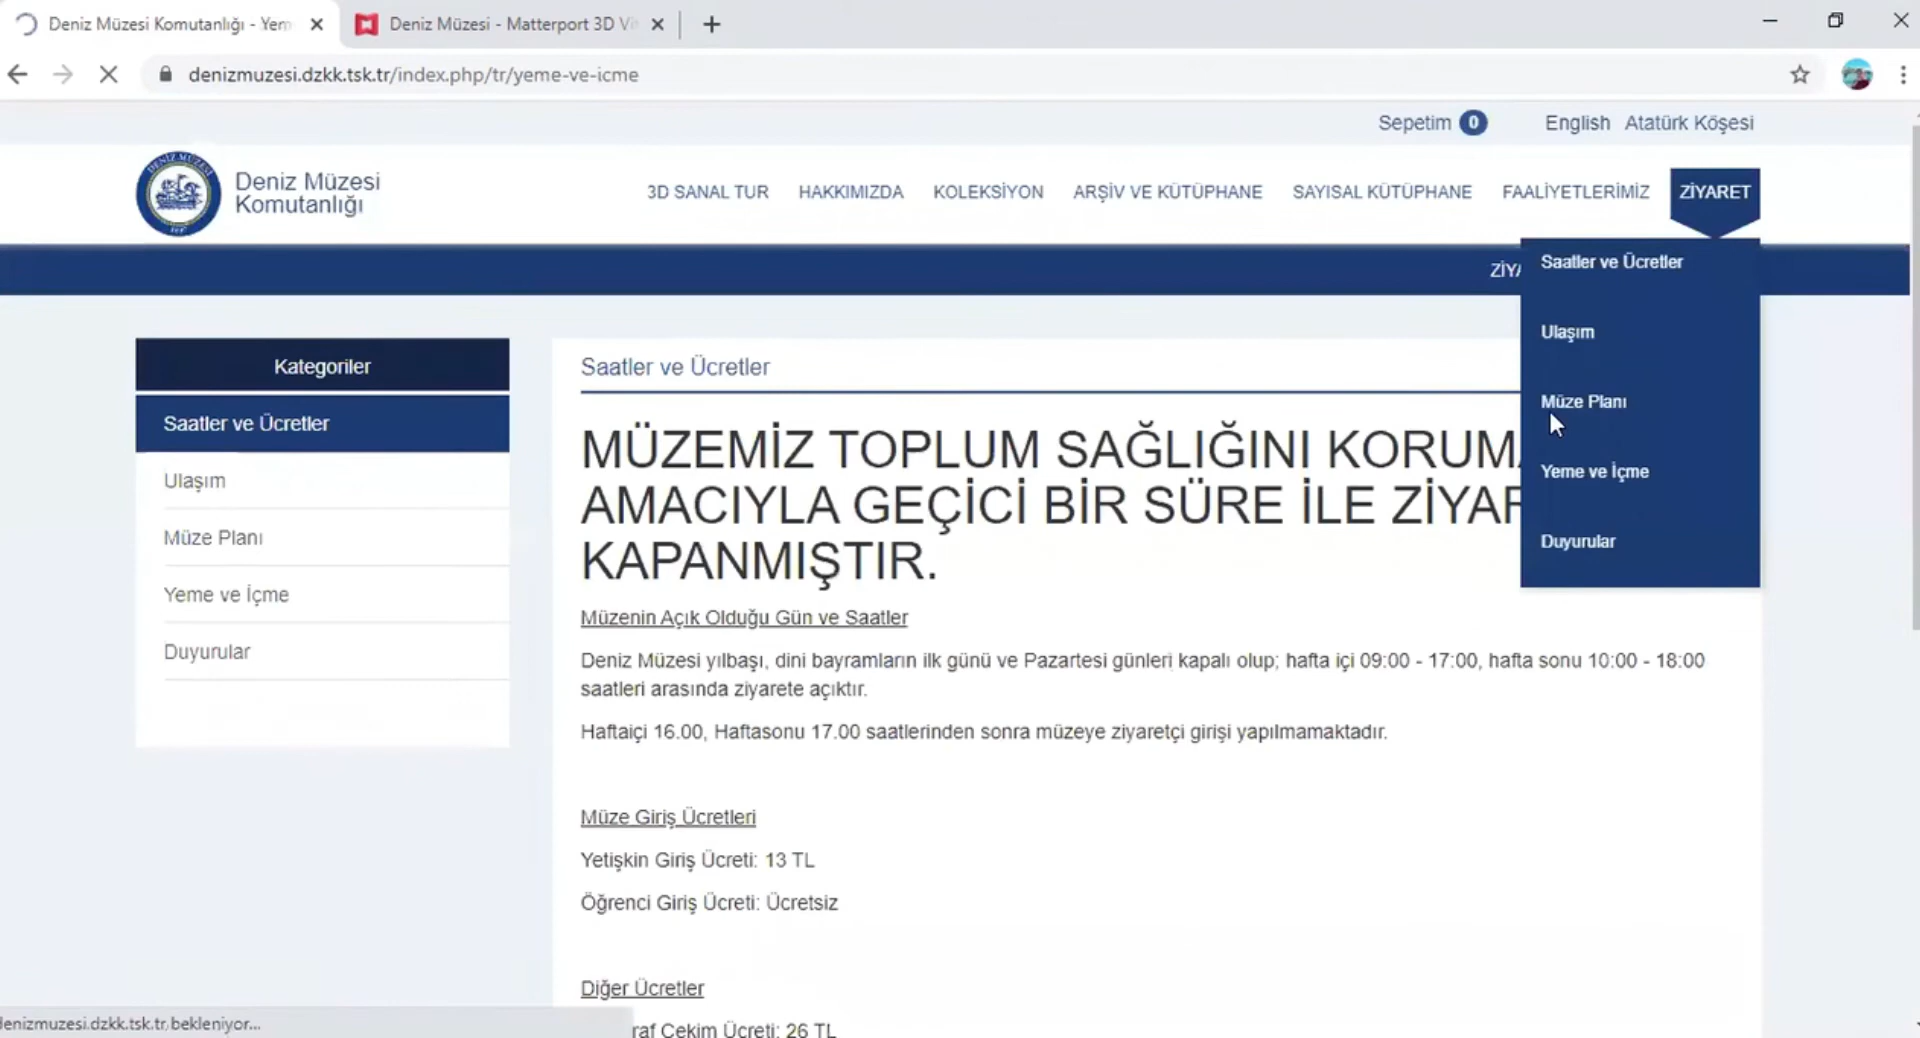 Deniz Müzesi Komutanlığı - Yem
Deniz Müzesi - Matterport 3D Vi
denizmuzesi.dzkk.tsk.tr/index.php/tr/yeme-ve-icme
Sepetim 0 English Atatürk Köşesi
Deniz Müzesi
Komutanlığı
3D SANAL TUR HAKKIMIZDA KOLEKSİYON ARŞİV VE KÜTÜPHANE SAYISAL KÜTÜPHANE FAALİYETLERİMİZ ZİYARET
Saatler ve Ücretler
Ulaşım
Müze Planı
Yeme ve İçme
Duyurular
Kategoriler
Saatler ve Ücretler
Ulaşım
Müze Planı
Yeme ve İçme
Duyurular
Saatler ve Ücretler
MÜZEMİZ TOPLUM SAĞLIĞINI KORUM
AMACIYLA GEÇİCİ BİR SÜRE İLE ZİYAR
KAPANMIŞTIR.
Müzenin Açık Olduğu Gün ve Saatler
Deniz Müzesi yılbaşı, dini bayramların ilk günü ve Pazartesi günleri kapalı olup; hafta içi 09:00 - 17:00, hafta sonu 10:00 - 18:00
saatleri arasında ziyarete açıktır.
Haftaiçi 16.00, Haftasonu 17.00 saatlerinden sonra müzeye ziyaretçi girişi yapılmamaktadır.
Müze Giriş Ücretleri
Yetişkin Giriş Ücreti: 13 TL
Öğrenci Giriş Ücreti: Ücretsiz
Diğer Ücretler
raf Çekim Ücreti: 26 TL
denizmuzesi.dzkk.tsk.tr bekleniyor...